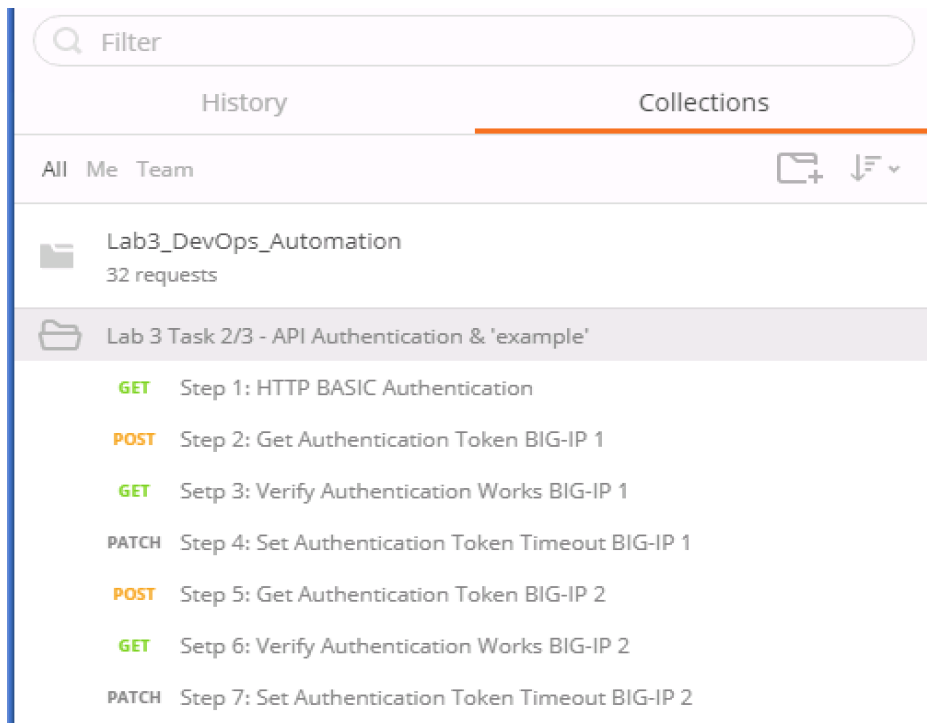 Filter
History Collections
All Me Team
Lab3_DevOps_Automation
32 requests
Lab 3 Task 2/3 - API Authentication & 'example'
GET Step 1: HTTP BASIC Authentication
POST Step 2: Get Authentication Token BIG-IP 1
GET Setp 3: Verify Authentication Works BIG-IP 1
PATCH Step 4: Set Authentication Token Timeout BIG-IP 1
POST Step 5: Get Authentication Token BIG-IP 2
GET Setp 6: Verify Authentication Works BIG-IP 2
PATCH Step 7: Set Authentication Token Timeout BIG-IP 2